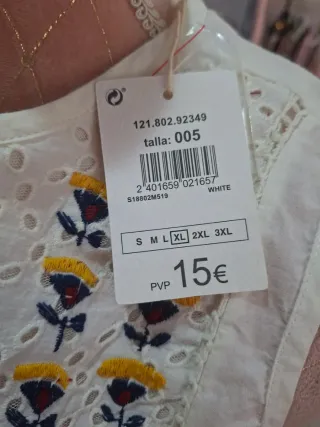 121.802.92349
talla: 005
2 401659 021657
S18802M519 WHITE
S M L XL 2XL 3XL
PVP 15€